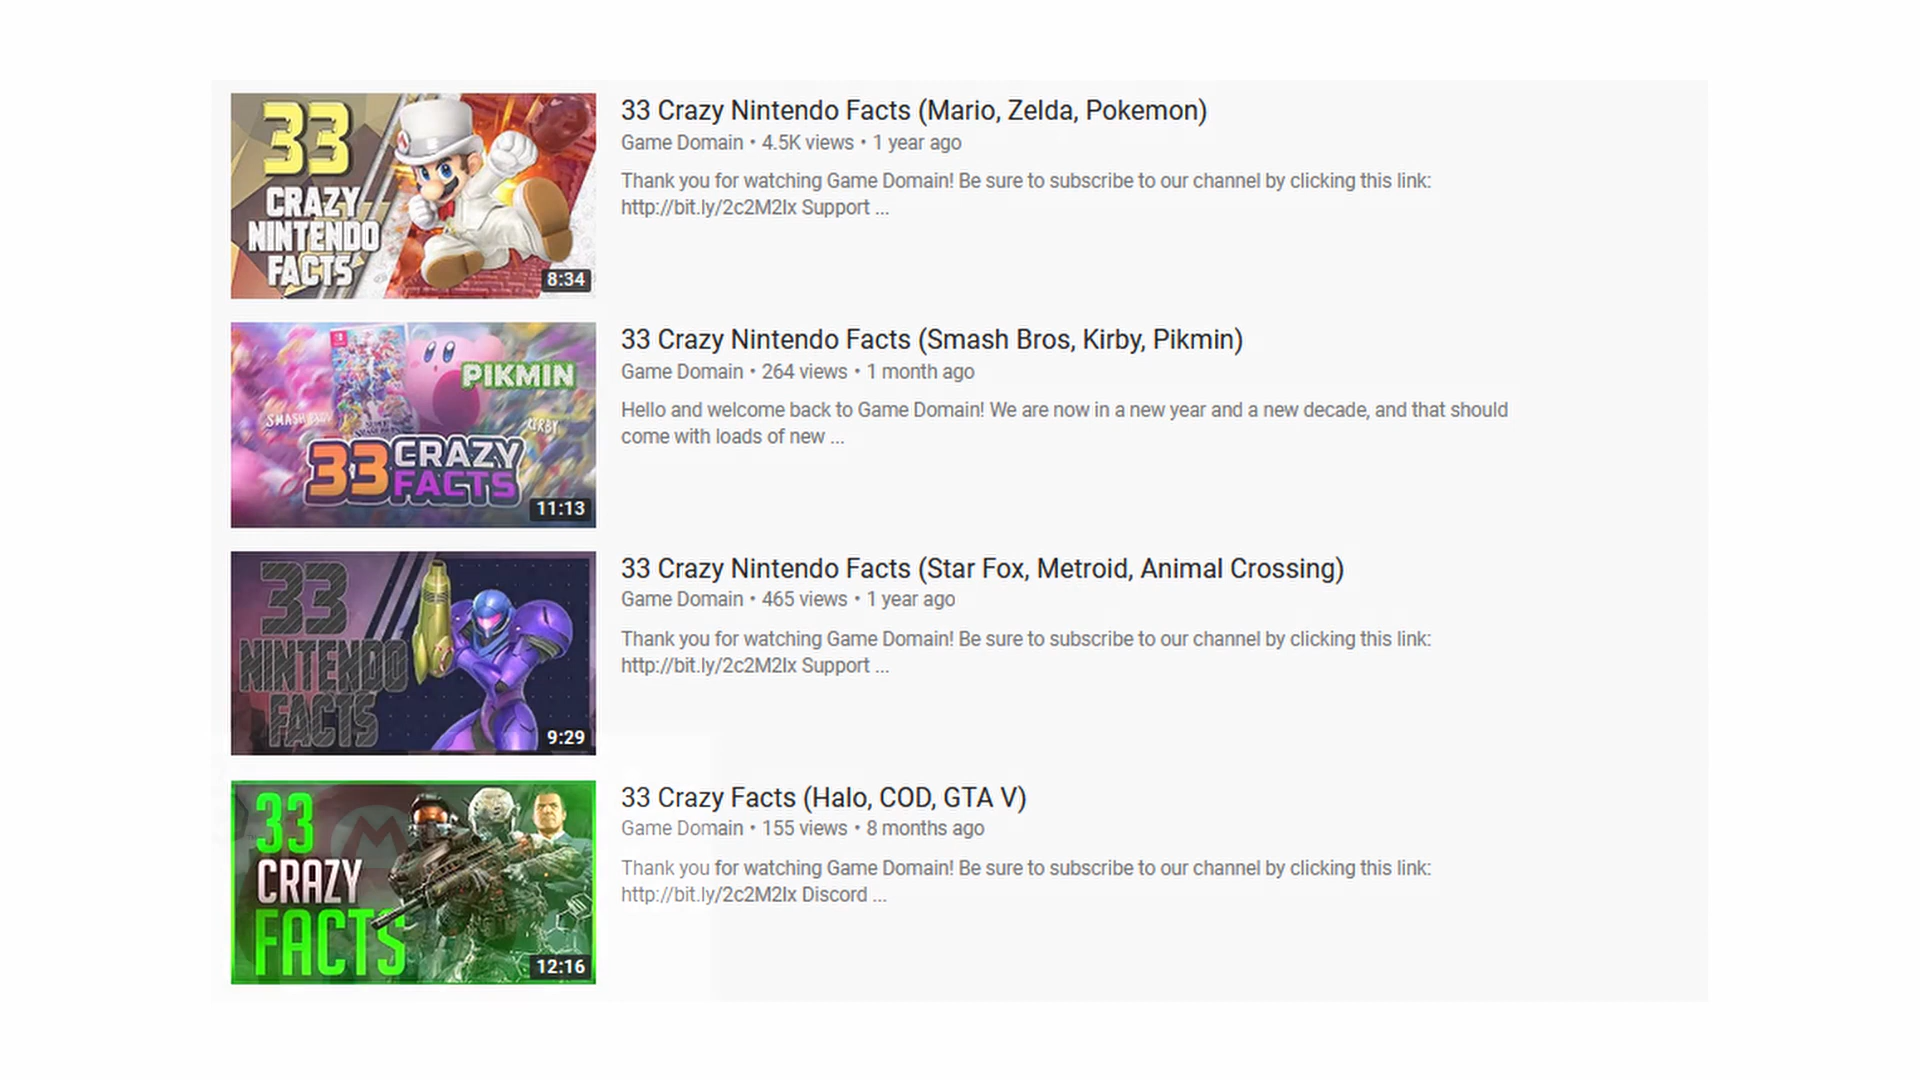 33
CRAZY
NINTENDO
FACTS
8:34
33 Crazy Nintendo Facts (Mario, Zelda, Pokemon)
Game Domain • 4.5K views • 1 year ago
Thank you for watching Game Domain! Be sure to subscribe to our channel by clicking this link:
http://bit.ly/2c2M2Ix Support ...
PIKMIN
SMASH BROS
KIRBY
33 CRAZY
FACTS
11:13
33 Crazy Nintendo Facts (Smash Bros, Kirby, Pikmin)
Game Domain • 264 views • 1 month ago
Hello and welcome back to Game Domain! We are now in a new year and a new decade, and that should
come with loads of new ...
33
NINTENDO
FACTS
9:29
33 Crazy Nintendo Facts (Star Fox, Metroid, Animal Crossing)
Game Domain • 465 views • 1 year ago
Thank you for watching Game Domain! Be sure to subscribe to our channel by clicking this link:
http://bit.ly/2c2M2Ix Support ...
33
CRAZY
FACTS
12:16
33 Crazy Facts (Halo, COD, GTA V)
Game Domain • 155 views • 8 months ago
Thank you for watching Game Domain! Be sure to subscribe to our channel by clicking this link:
http://bit.ly/2c2M2Ix Discord ...